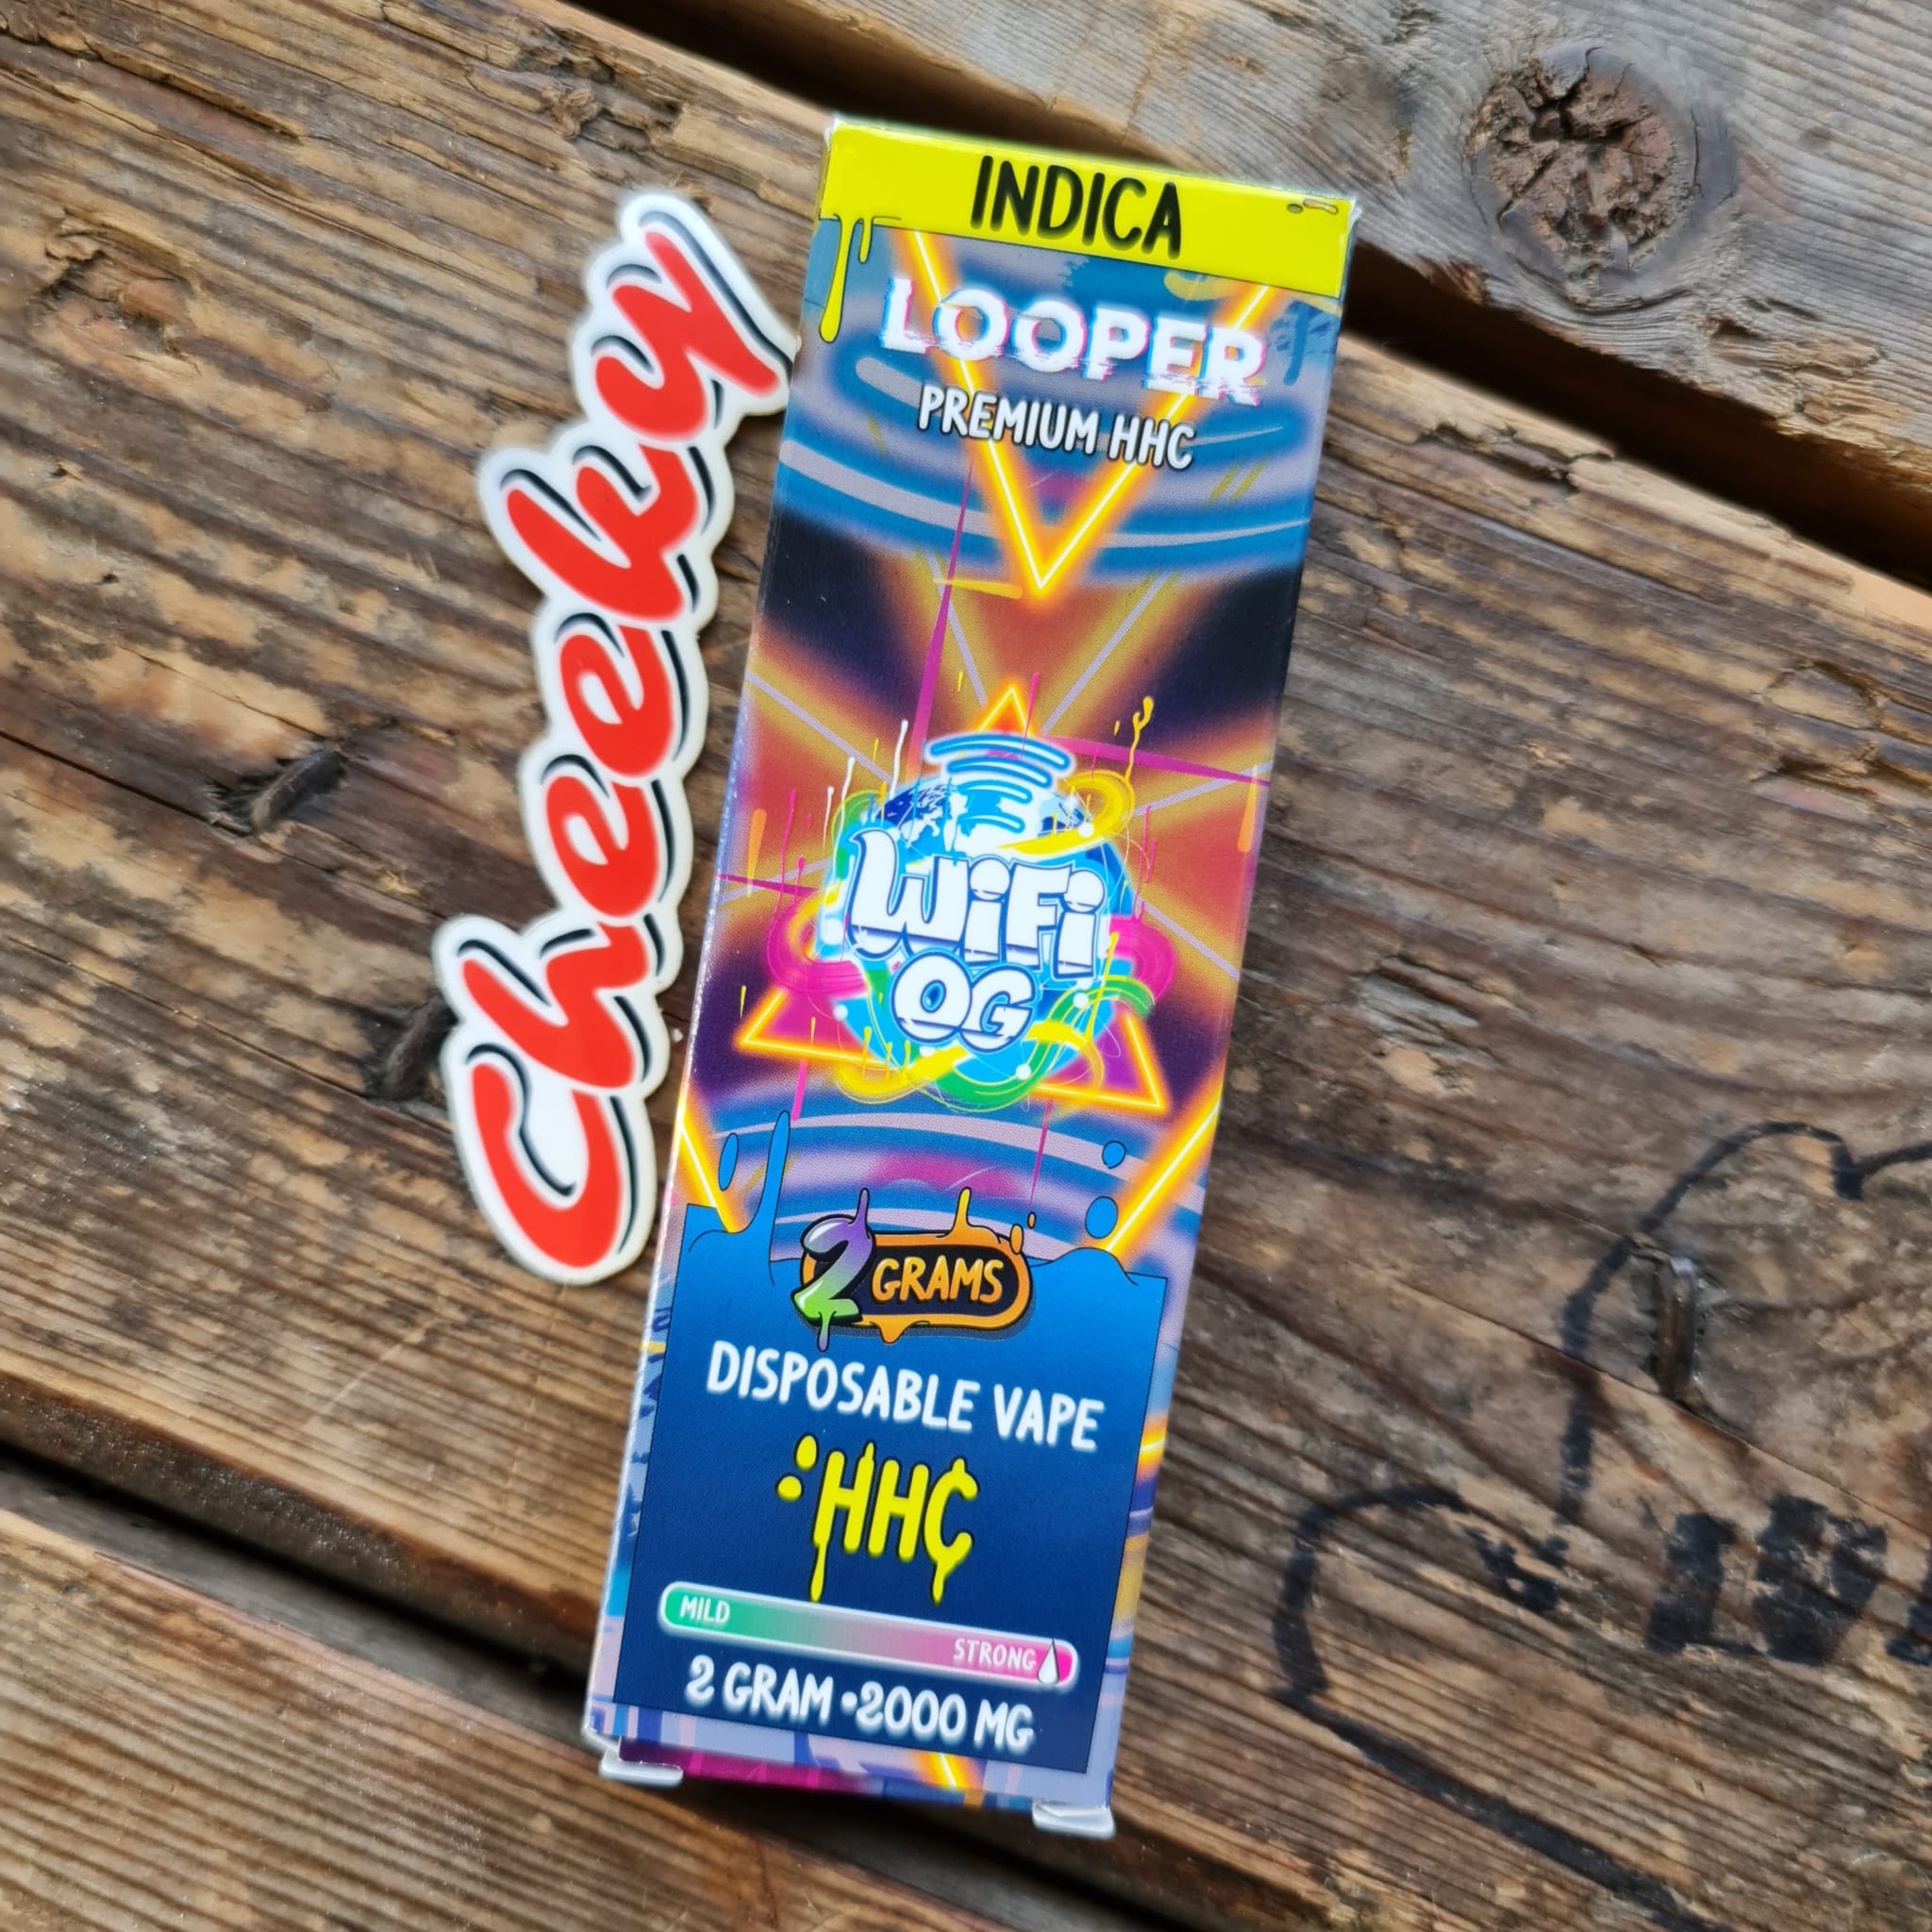 Cheeky
INDICA
LOOPER
PREMIUM HHC
WiFi
OG
2 GRAMS
DISPOSABLE VAPE
HHC
MILD
STRONG
2 GRAM • 2000 MG